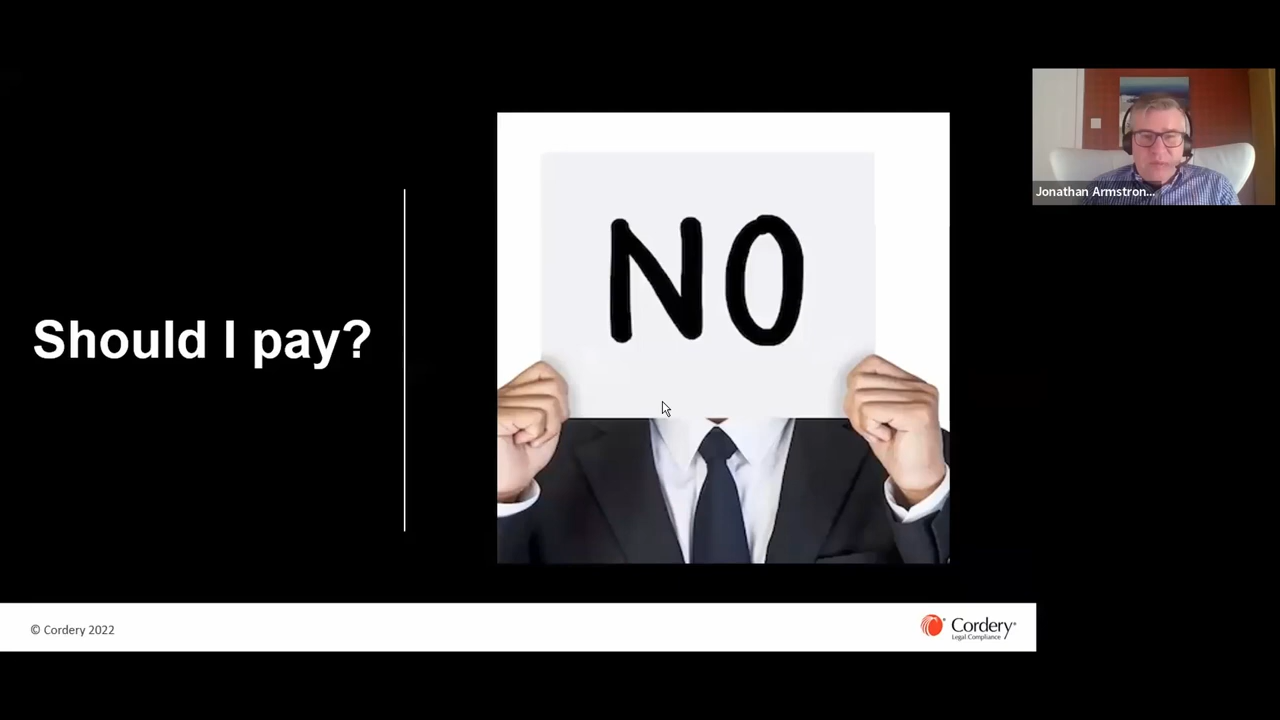 Should I pay?
NO
Jonathan Armstron...
© Cordery 2022
Cordery
Legal Compliance